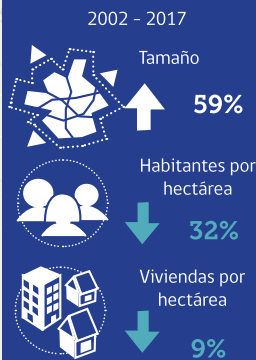 2002 - 2017
Tamaño
59%
Habitantes por
hectárea
32%
Viviendas por
hectárea
9%